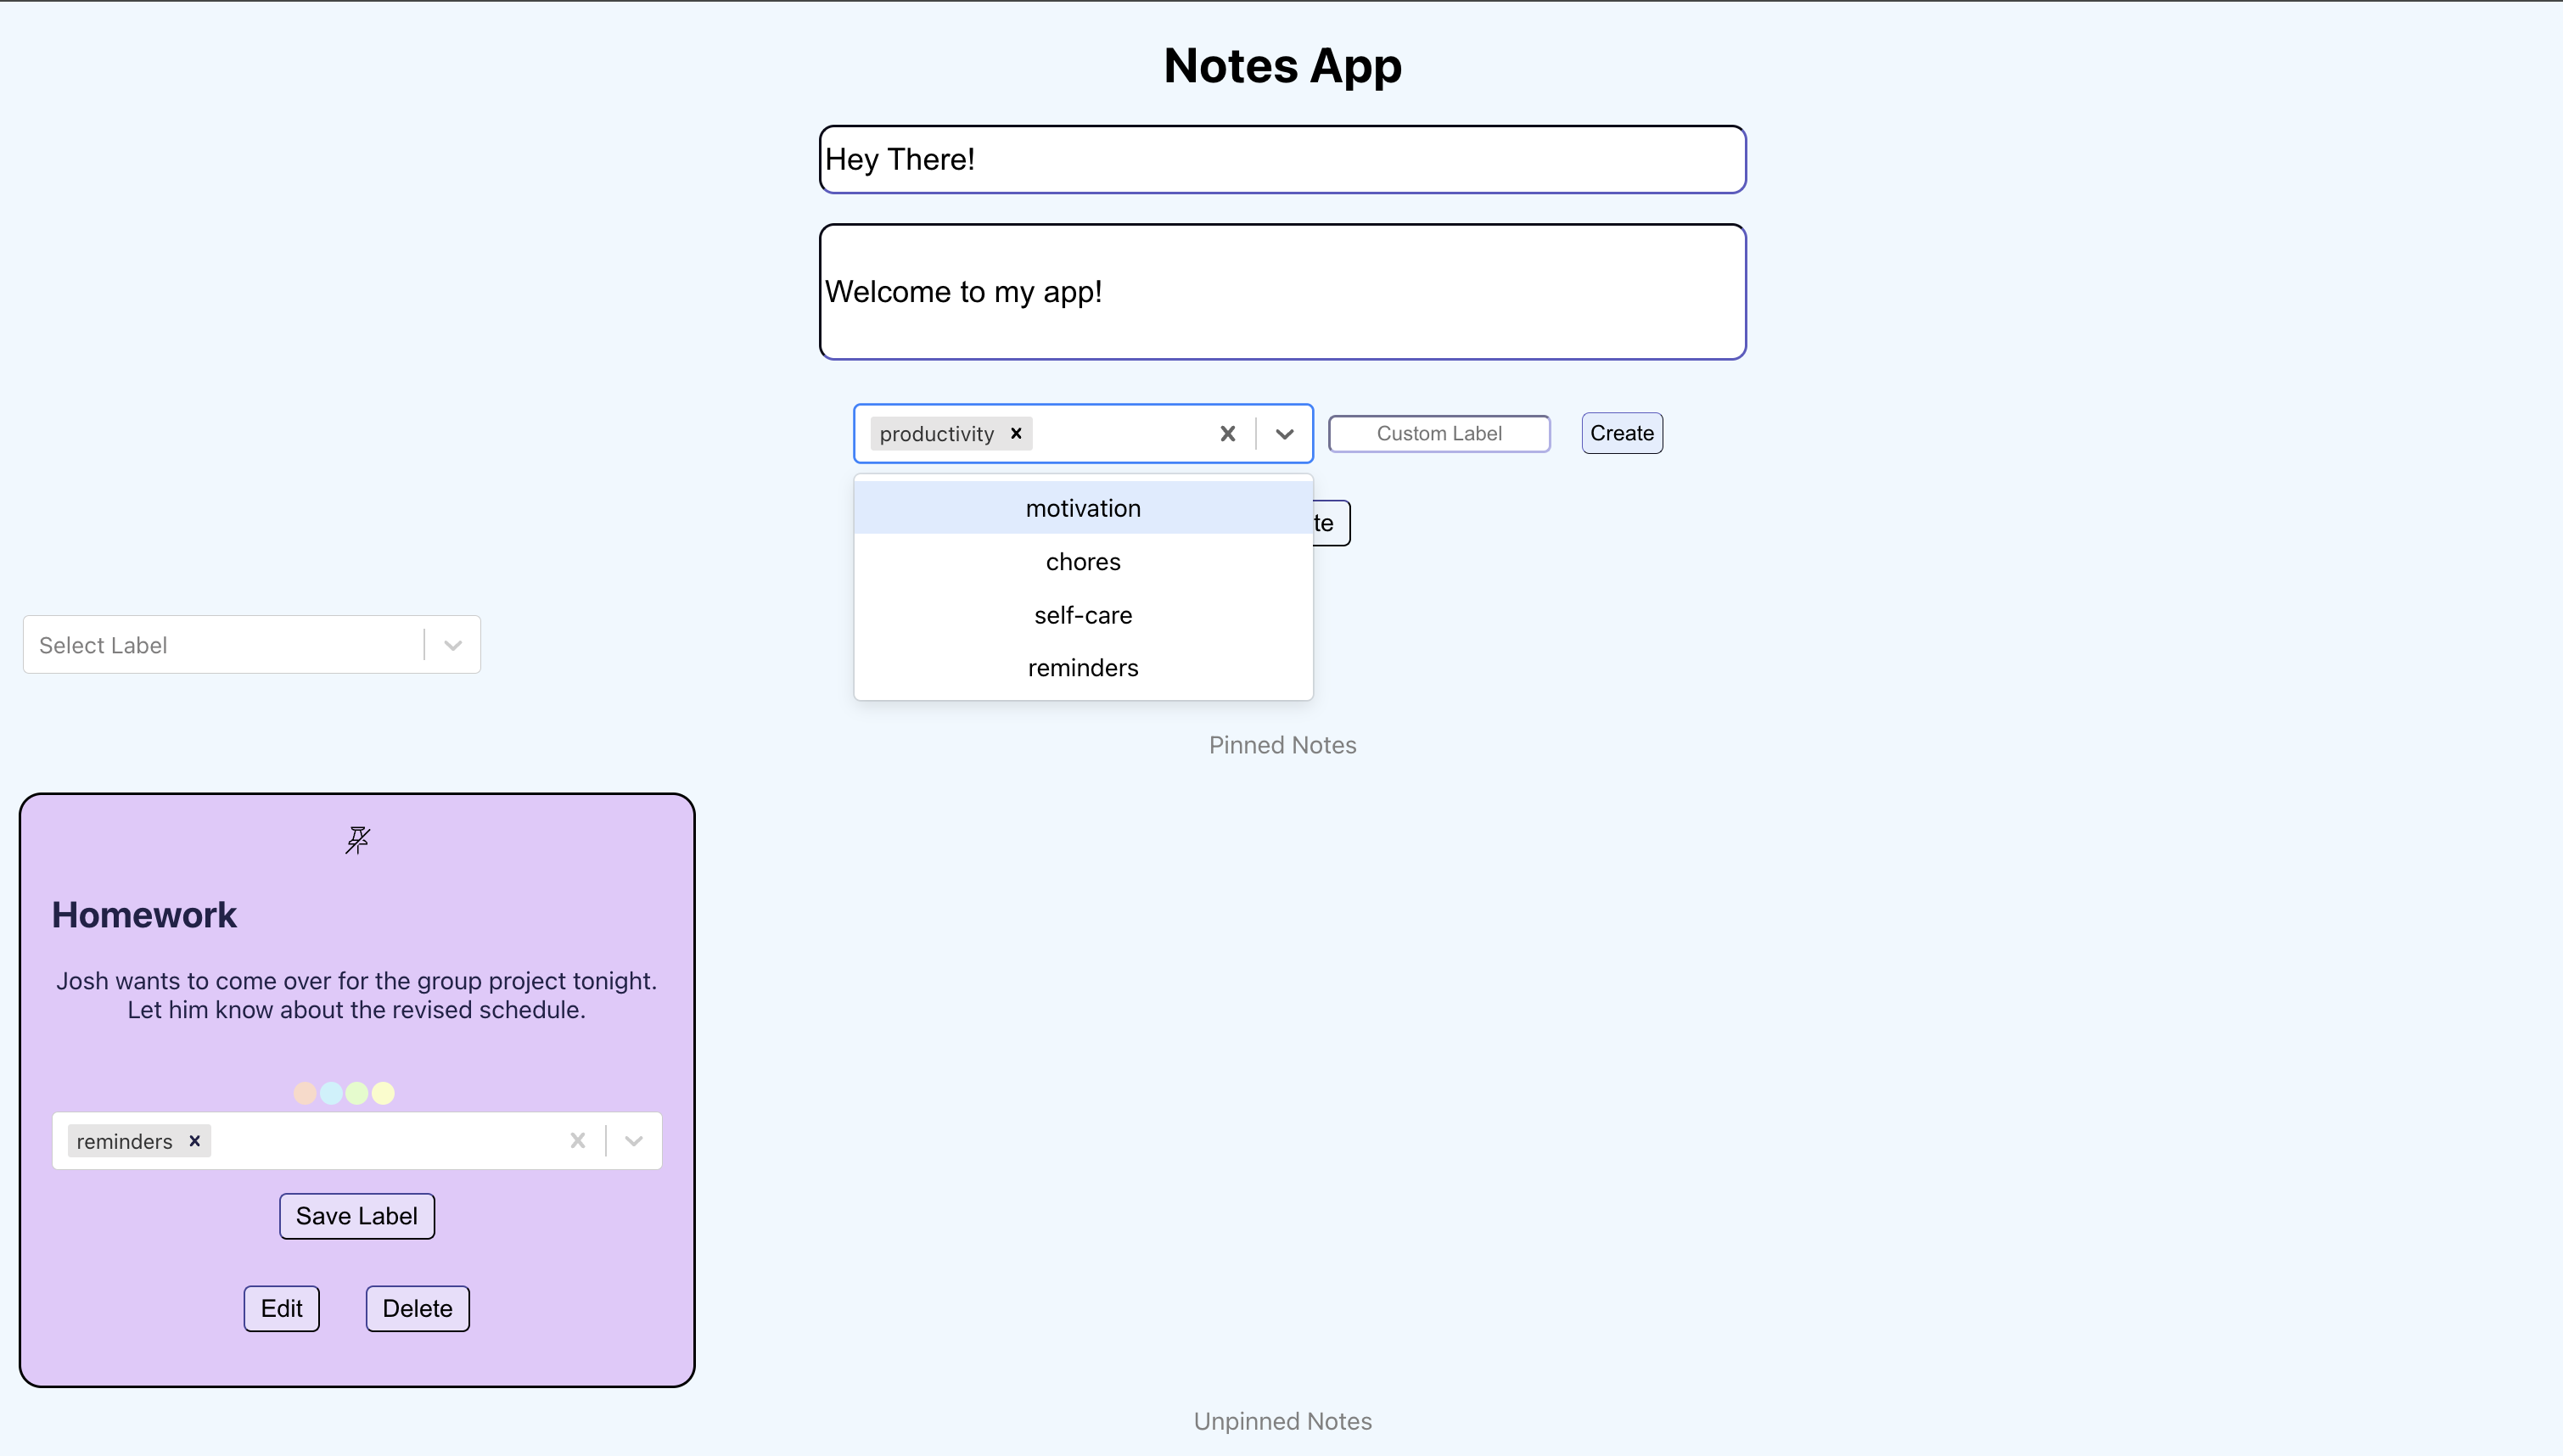 Notes App
Hey There!
Welcome to my app!
productivity
Custom Label
Create
motivation
te
chores
self-care
Select Label
reminders
Pinned Notes
Homework
Josh wants to come over for the group project tonight.
Let him know about the revised schedule.
reminders
Save Label
Edit Delete
Unpinned Notes